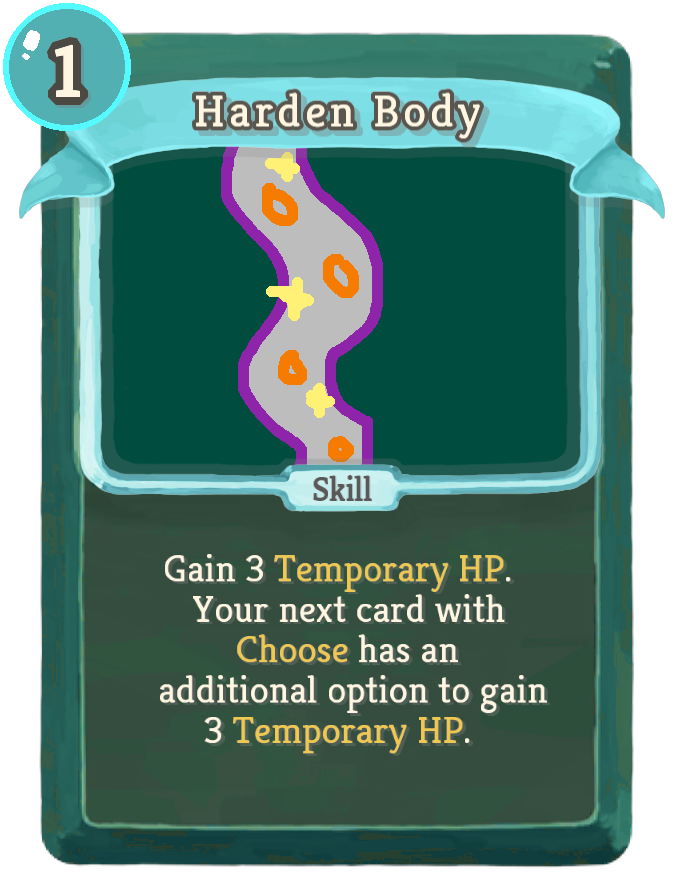 1
Harden Body
Skill
Gain 3 Temporary HP.
Your next card with
Choose has an
additional option to gain
3 Temporary HP.